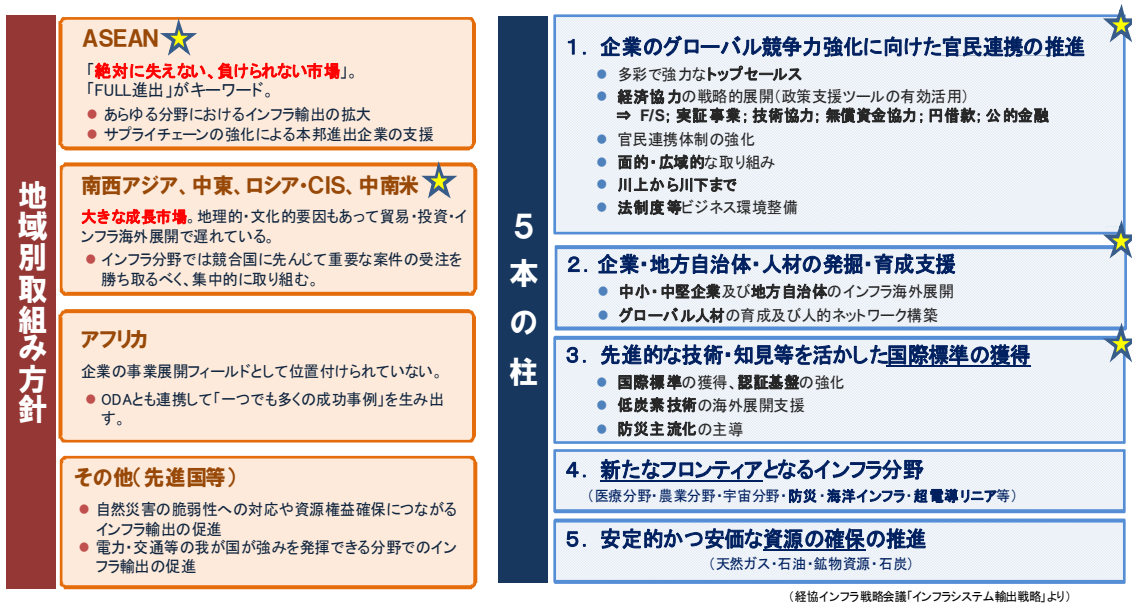 地域別取組み方針
ASEAN
「絶対に失えない、負けられない市場」。
「FULL進出」がキーワード。
● あらゆる分野におけるインフラ輸出の拡大
● サプライチェーンの強化による本邦進出企業の支援
南西アジア、中東、ロシア・CIS、中南米
大きな成長市場。地理的・文化的要因もあって貿易・投資・イ
ンフラ海外展開で遅れている。
● インフラ分野では競合国に先んじて重要な案件の受注を
勝ち取るべく、集中的に取り組む。
アフリカ
企業の事業展開フィールドとして位置付けられていない。
● ODAとも連携して「一つでも多くの成功事例」を生み出
す。
その他(先進国等)
● 自然災害の脆弱性への対応や資源権益確保につながる
インフラ輸出の促進
● 電力・交通等の我が国が強みを発揮できる分野でのイン
フラ輸出の促進
5本の柱
1. 企業のグローバル競争力強化に向けた官民連携の推進
● 多彩で強力なトップセールス
● 経済協力の戦略的展開(政策支援ツールの有効活用)
⇒ F/S; 実証事業; 技術協力; 無償資金協力; 円借款; 公的金融
● 官民連携体制の強化
● 面的・広域的な取り組み
● 川上から川下まで
● 法制度等ビジネス環境整備
2. 企業・地方自治体・人材の発掘・育成支援
● 中小・中堅企業及び地方自治体のインフラ海外展開
● グローバル人材の育成及び人的ネットワーク構築
3. 先進的な技術・知見等を活かした国際標準の獲得
● 国際標準の獲得、認証基盤の強化
● 低炭素技術の海外展開支援
● 防災主流化の主導
4. 新たなフロンティアとなるインフラ分野
(医療分野・農業分野・宇宙分野・防災・海洋インフラ・超電導リニア等)
5. 安定的かつ安価な資源の確保の推進
(天然ガス・石油・鉱物資源・石炭)
(経協インフラ戦略会議「インフラシステム輸出戦略」より)